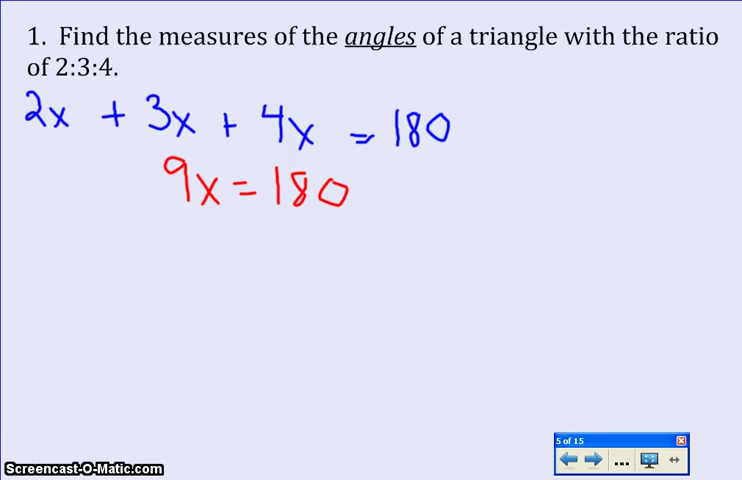 1. Find the measures of the angles of a triangle with the ratio
of 2:3:4.
2x + 3x + 4x = 180
9x = 180
5 of 15
Screencast-O-Matic.com